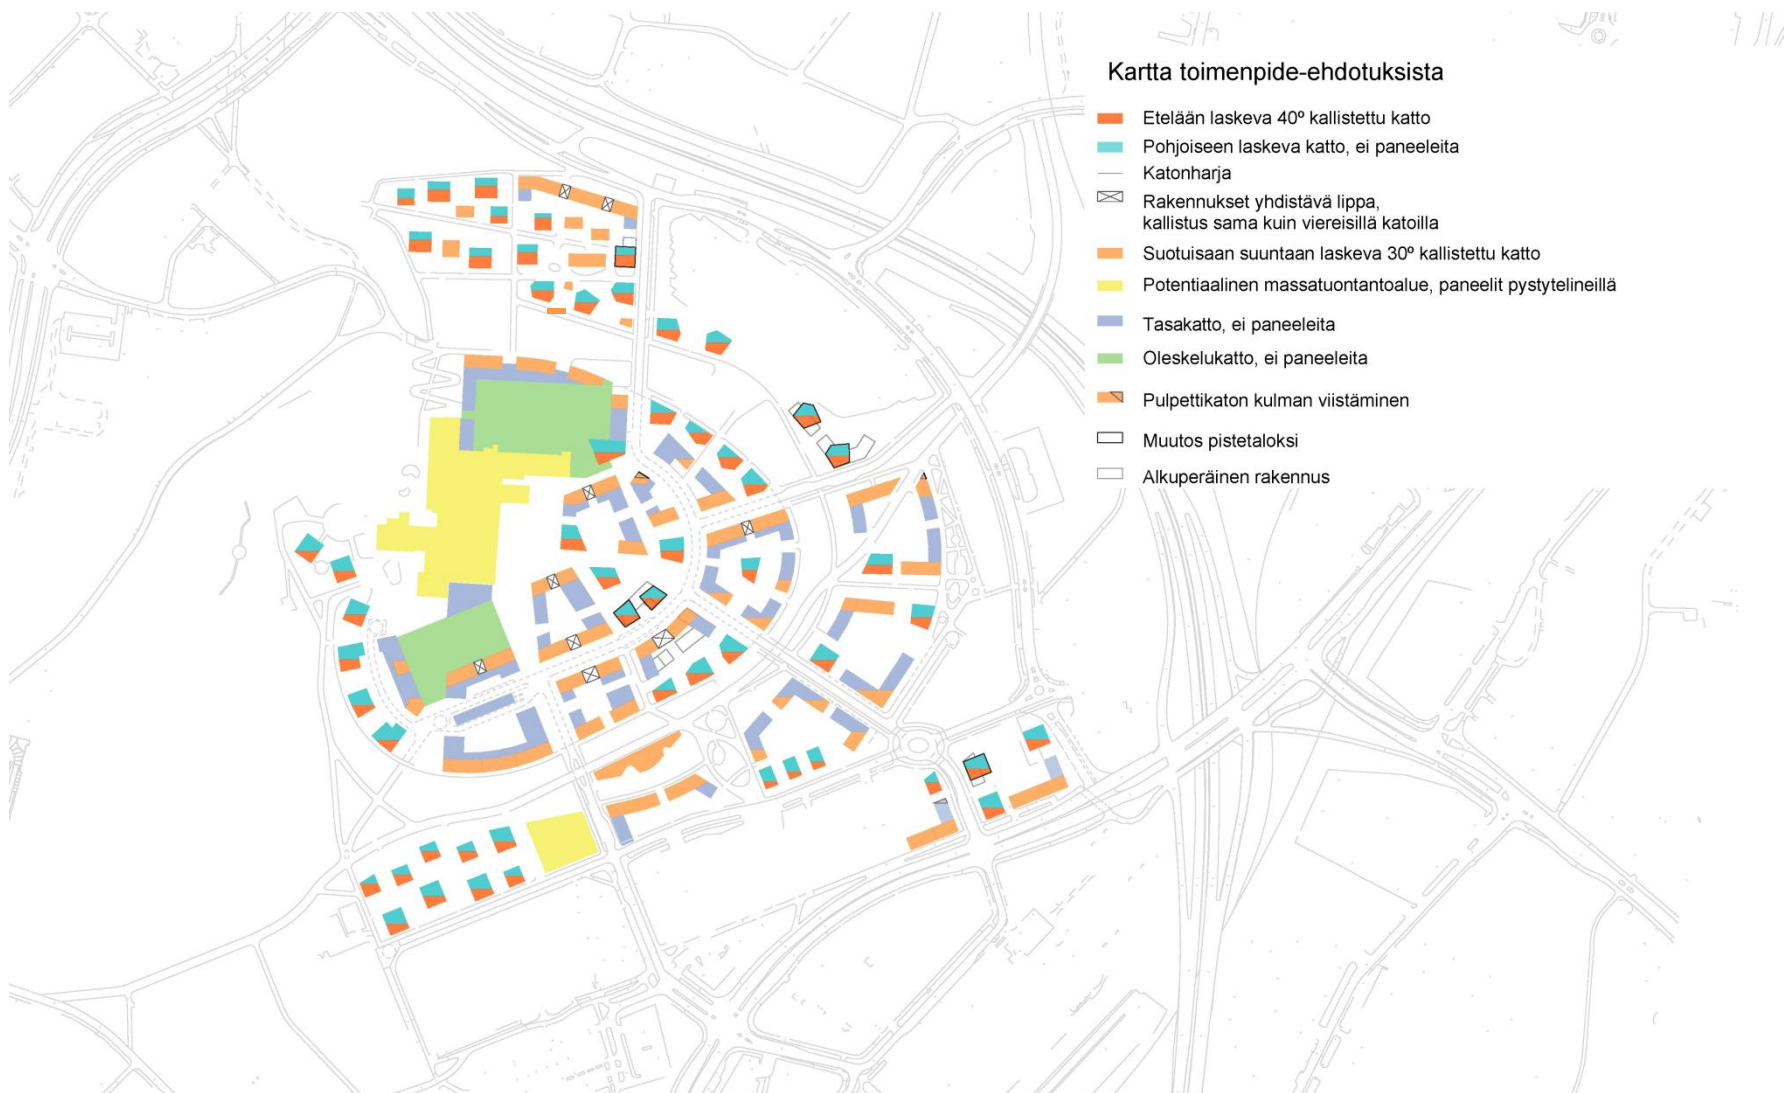 Kartta toimenpide-ehdotuksista
Etelään laskeva 40º kallistettu katto
Pohjoiseen laskeva katto, ei paneeleita
Katonharja
Rakennukset yhdistävä lippa,
kallistus sama kuin viereisillä katoilla
Suotuisaan suuntaan laskeva 30º kallistettu katto
Potentiaalinen massatuontantoalue, paneelit pystytelineillä
Tasakatto, ei paneeleita
Oleskelukatto, ei paneeleita
Pulpettikaton kulman viistäminen
Muutos pistetaloksi
Alkuperäinen rakennus